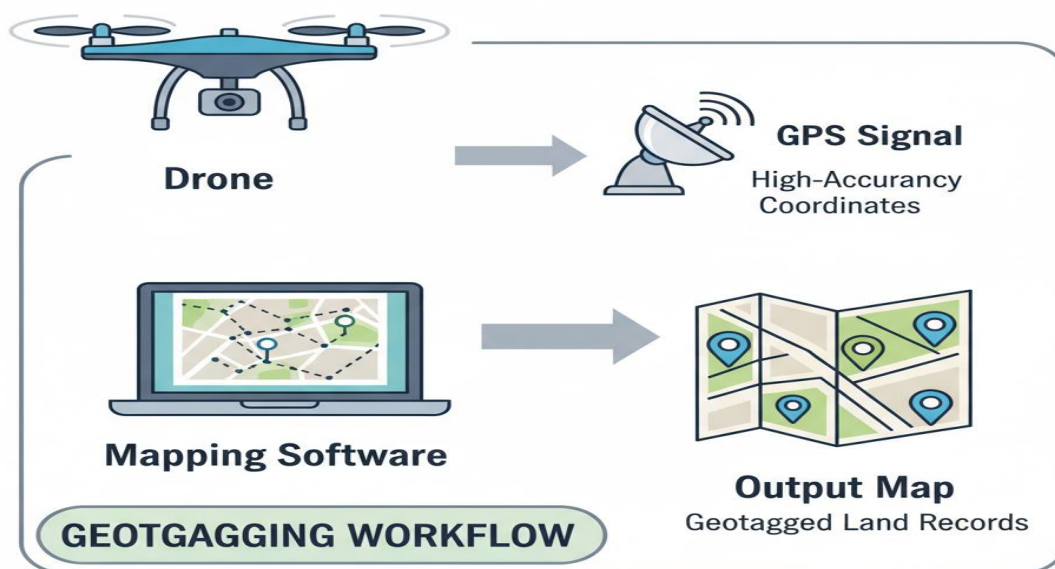 Drone
GPS Signal
High-Accurancy
Coordinates
Mapping Software
Output Map
Geotagged Land Records
GEOTGAGGING WORKFLOW